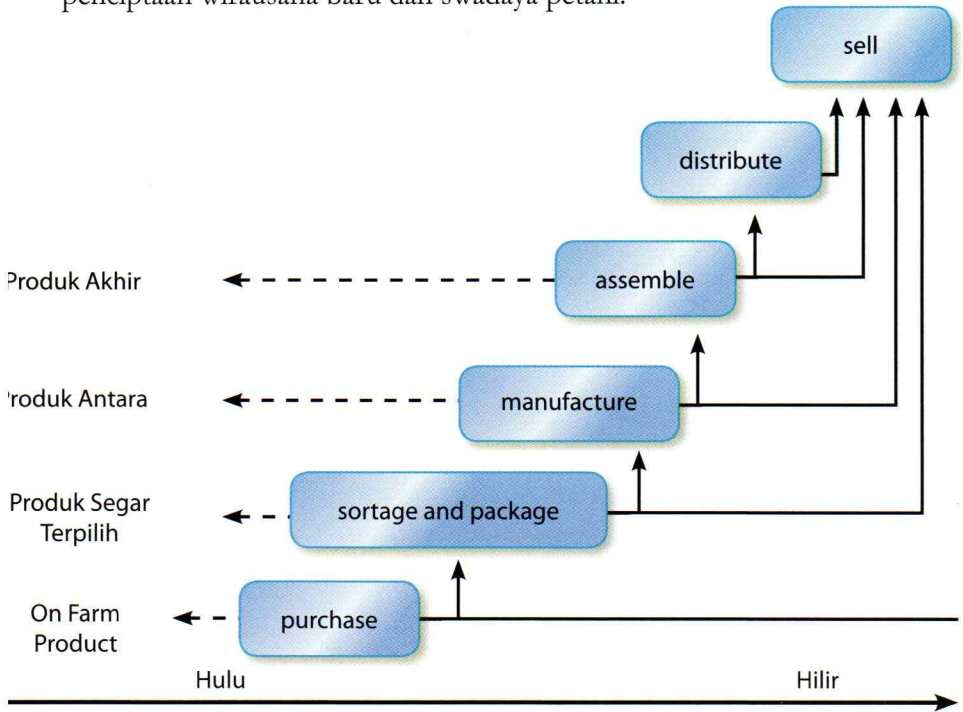 penciptaan wirausaha baru dan swadaya petani.
sell
distribute
Produk Akhir
assemble
Produk Antara
manufacture
Produk Segar
Terpilih
sortage and package
On Farm
Product
purchase
Hulu
Hilir